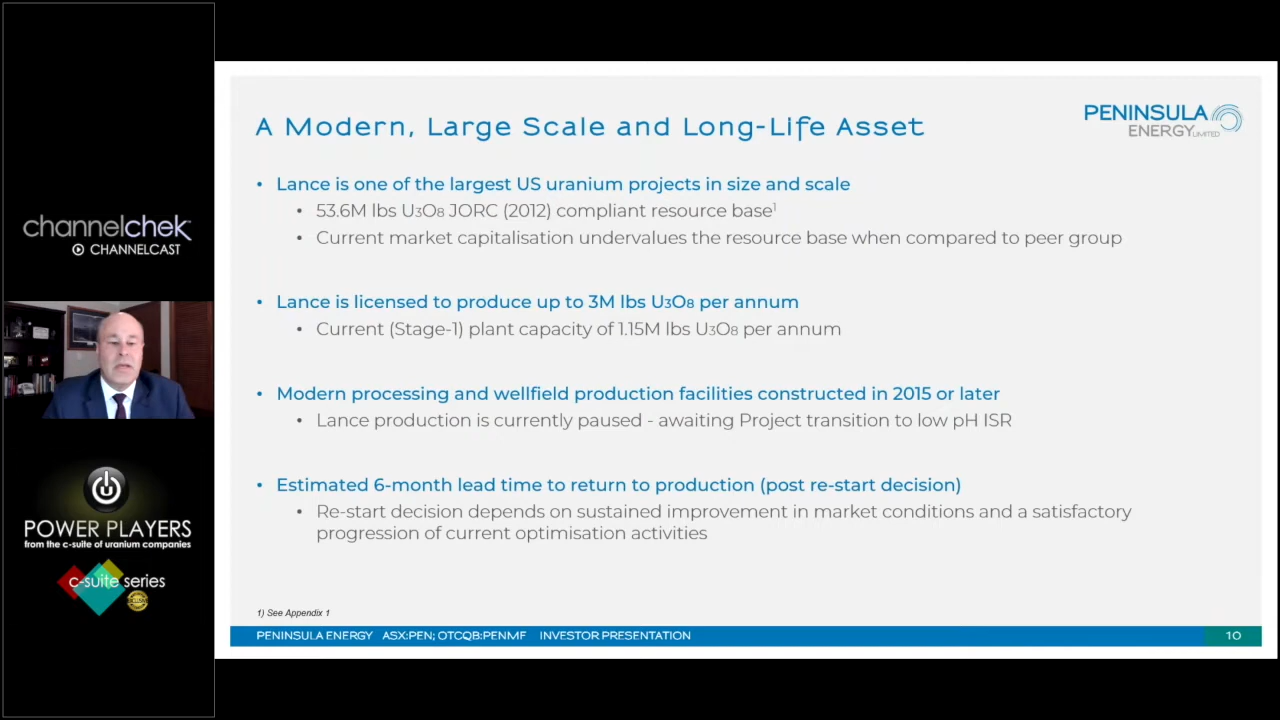 channelchek
CHANNELCAST
POWER PLAYERS
from the c-suite of uranium companies
c-suite series
A Modern, Large Scale and Long-Life Asset
PENINSULA
ENERGY LIMITED
• Lance is one of the largest US uranium projects in size and scale
• 53.6M lbs U3O8 JORC (2012) compliant resource base1
• Current market capitalisation undervalues the resource base when compared to peer group
• Lance is licensed to produce up to 3M lbs U3O8 per annum
• Current (Stage-1) plant capacity of 1.15M lbs U3O8 per annum
• Modern processing and wellfield production facilities constructed in 2015 or later
• Lance production is currently paused - awaiting Project transition to low pH ISR
• Estimated 6-month lead time to return to production (post re-start decision)
• Re-start decision depends on sustained improvement in market conditions and a satisfactory
progression of current optimisation activities
1) See Appendix 1
PENINSULA ENERGY ASX:PEN; OTCQB:PENMF INVESTOR PRESENTATION
10